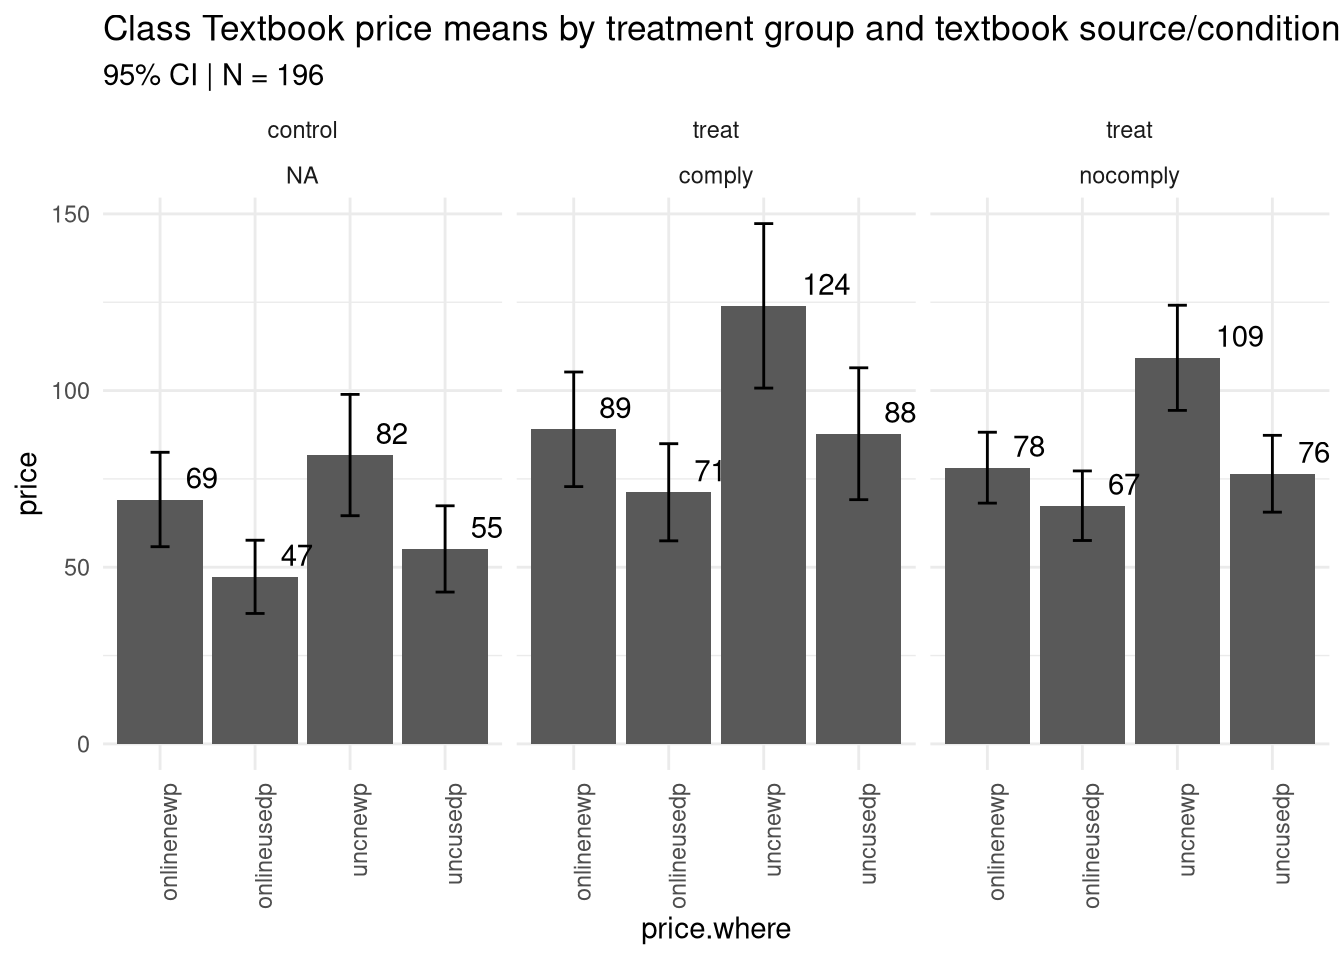 Class Textbook price means by treatment group and textbook source/condition
95% CI | N = 196
control
NA
treat
comply
treat
nocomply
price
150
100
50
0
69
47
82
55
89
71
124
88
78
67
109
76
onlinenewp
onlineusedp
uncnewp
uncusedp
onlinenewp
onlineusedp
uncnewp
uncusedp
onlinenewp
onlineusedp
uncnewp
uncusedp
price.where